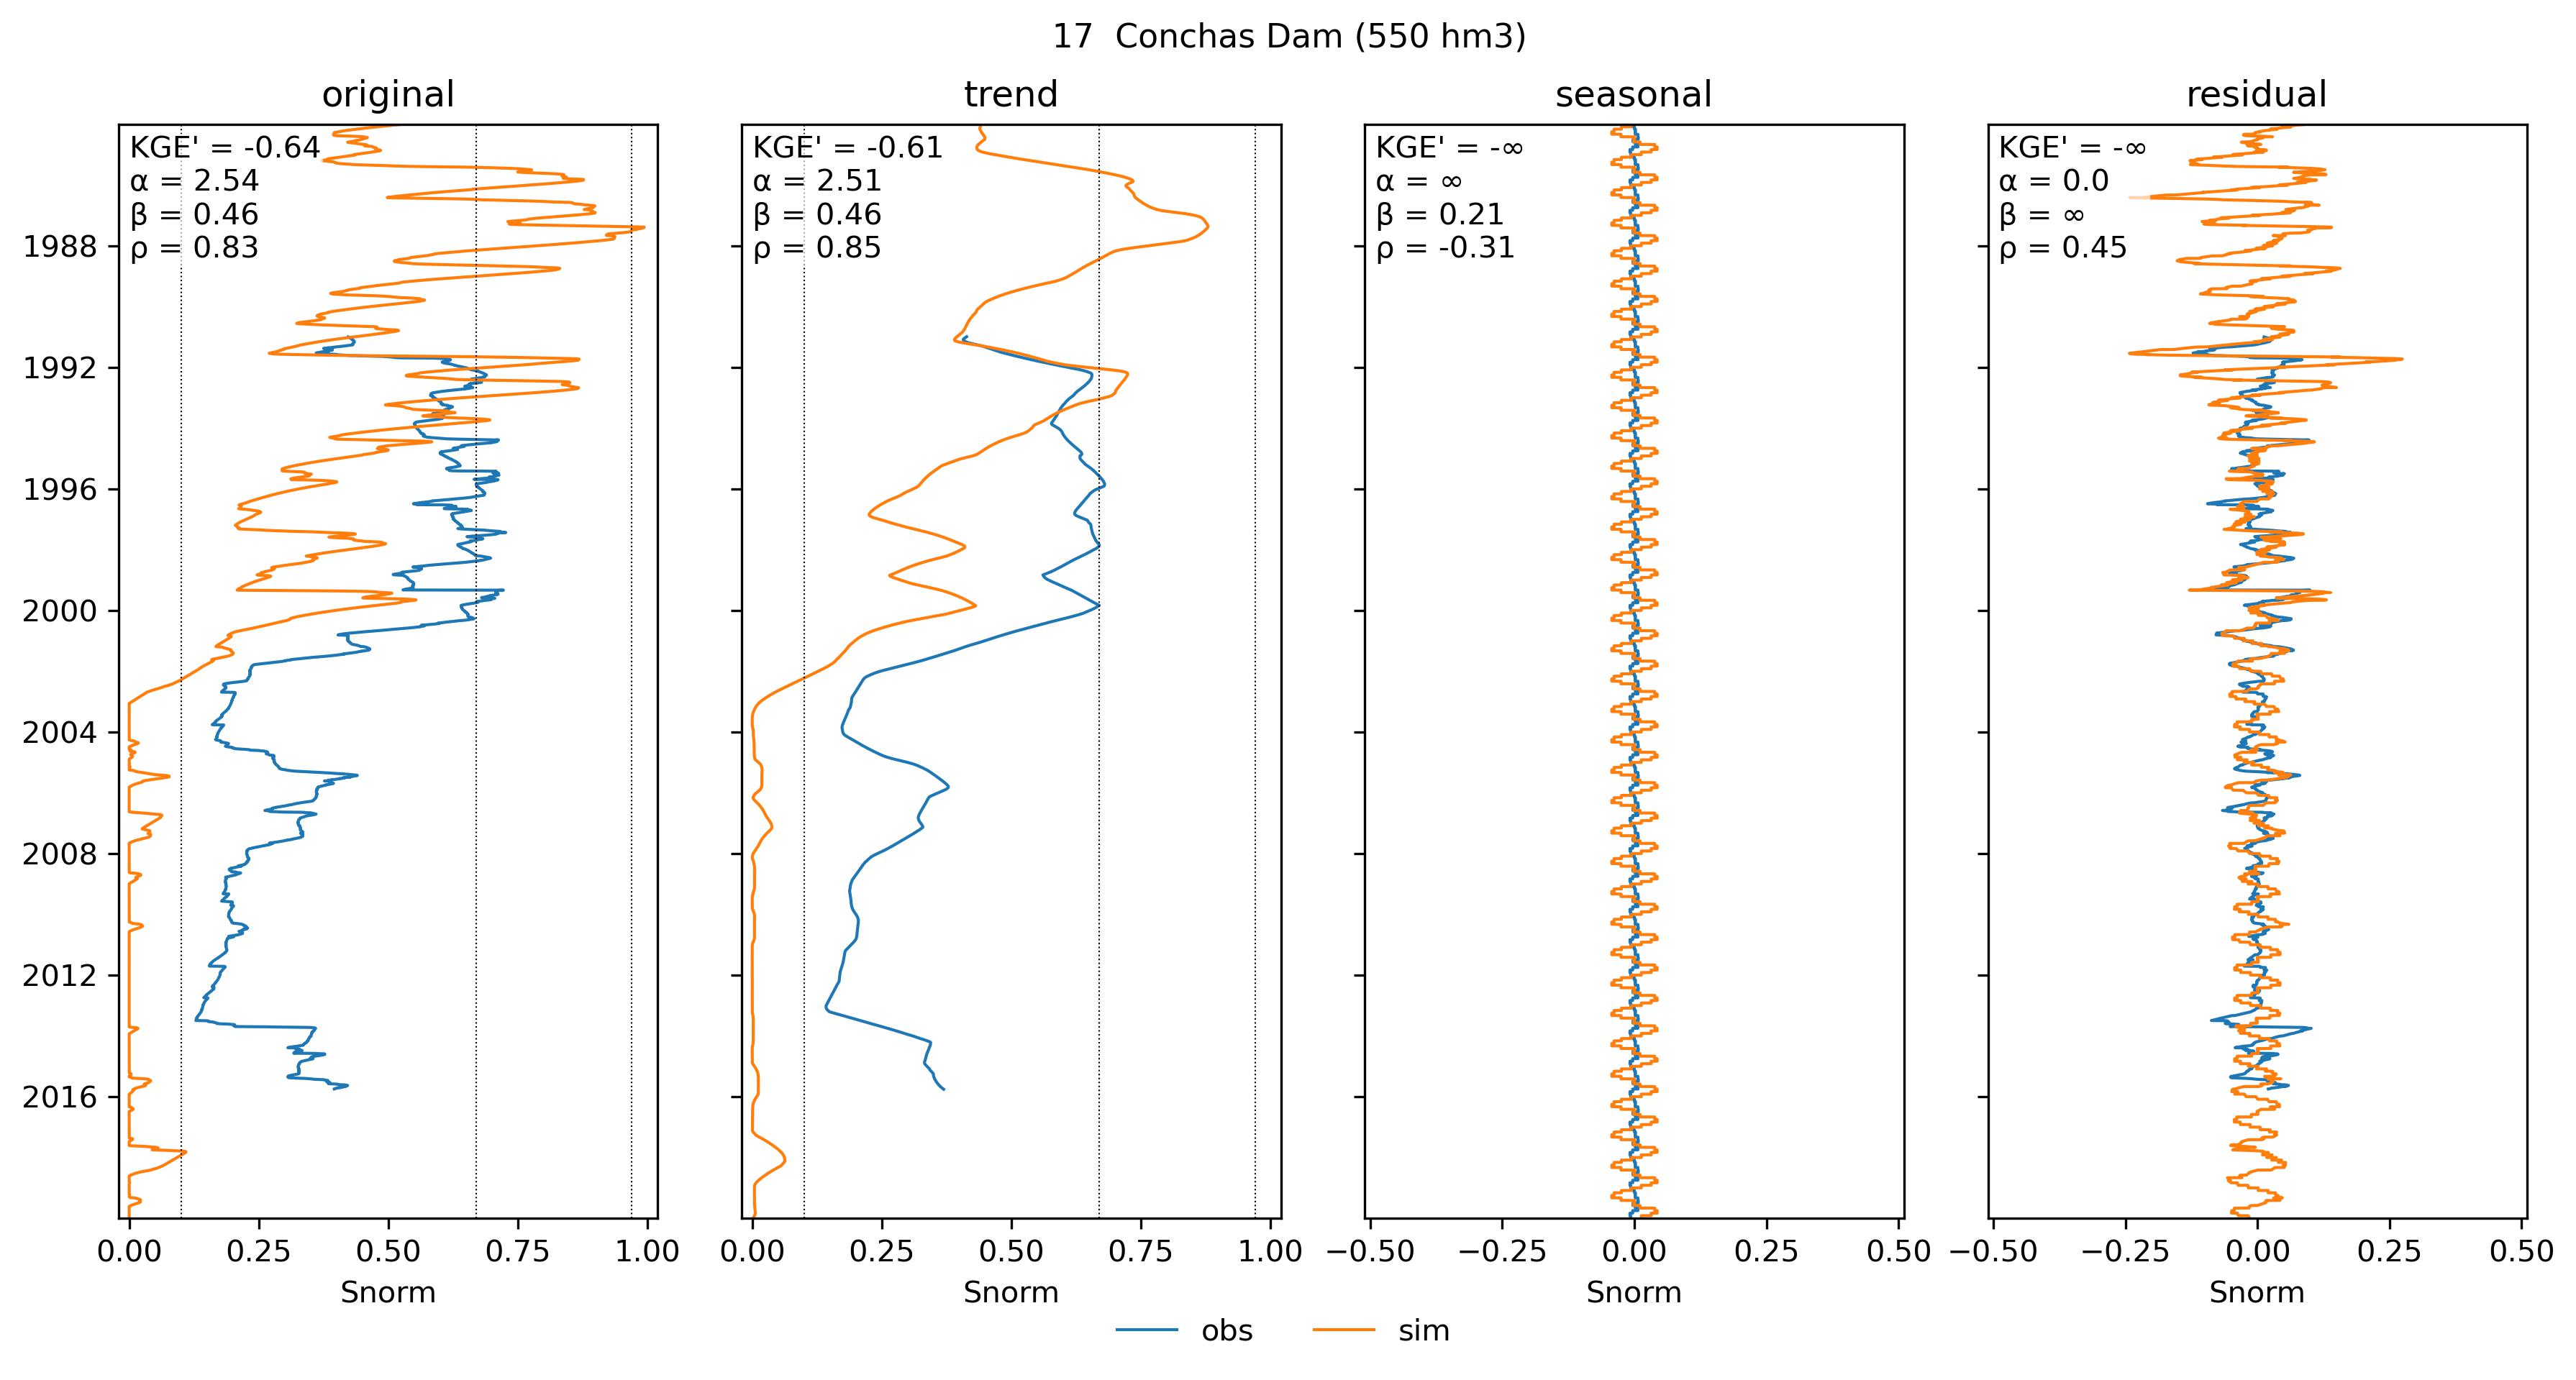 17  Conchas Dam (550 hm3)
original
trend
seasonal
residual
KGE' = -0.64
α = 2.54
β = 0.46
ρ = 0.83
KGE' = -0.61
α = 2.51
β = 0.46
ρ = 0.85
KGE' = -∞
α = ∞
β = 0.21
ρ = -0.31
KGE' = -∞
α = 0.0
β = ∞
ρ = 0.45
1988
1992
1996
2000
2004
2008
2012
2016
0.00 0.25 0.50 0.75 1.00
0.00 0.25 0.50 0.75 1.00
−0.50 −0.25 0.00 0.25 0.50
−0.50 −0.25 0.00 0.25 0.50
Snorm
Snorm
Snorm
Snorm
obs
sim